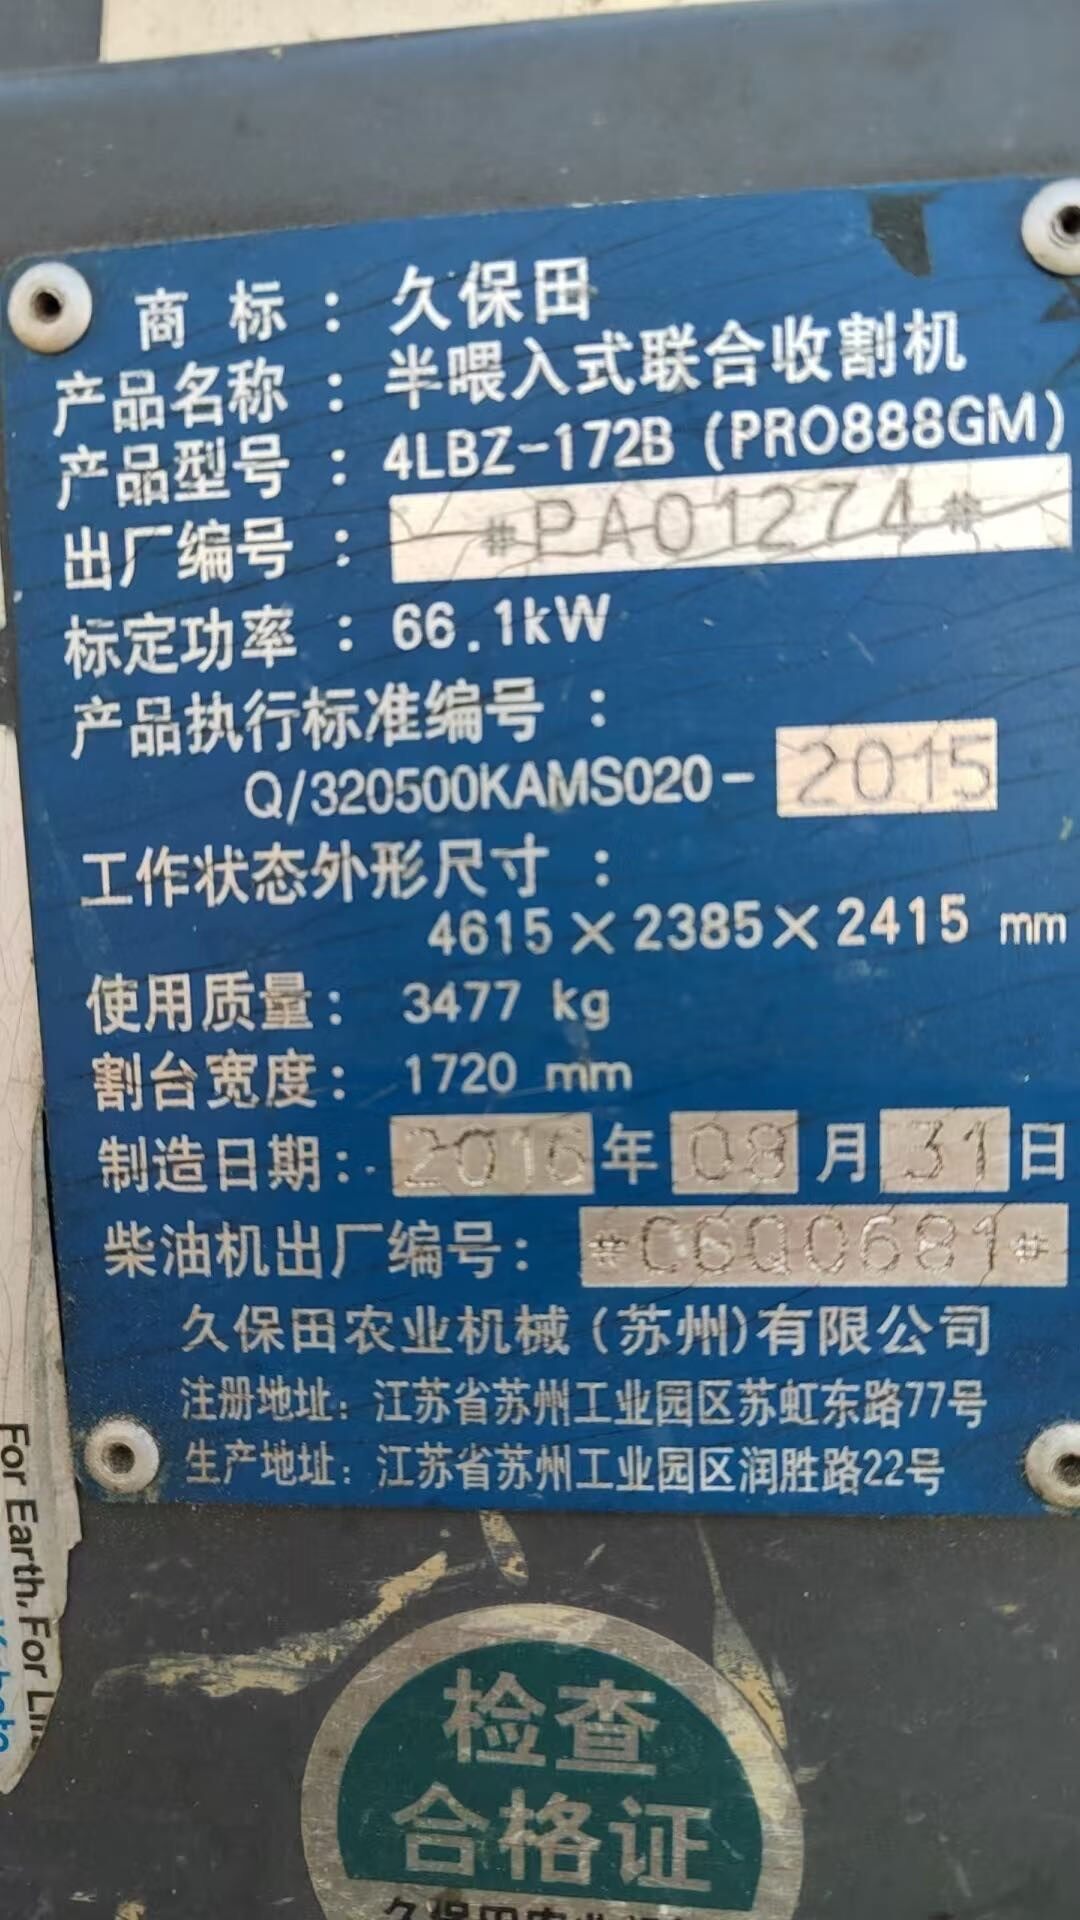 商标：久保田
产品名称：半喂入式联合收割机
产品型号：4LBZ-172B (PRO888GM)
出厂编号：*PA01274*
标定功率：66.1kW
产品执行标准编号：
Q/320500KAMS020-2015
工作状态外形尺寸：
4615×2385×2415 mm
使用质量：3477 kg
割台宽度：1720 mm
制造日期：2016年08月31日
柴油机出厂编号：*C6Q0681*
久保田农业机械(苏州)有限公司
注册地址：江苏省苏州工业园区苏虹东路77号
生产地址：江苏省苏州工业园区润胜路22号
For Earth, For Li
检查
合格证